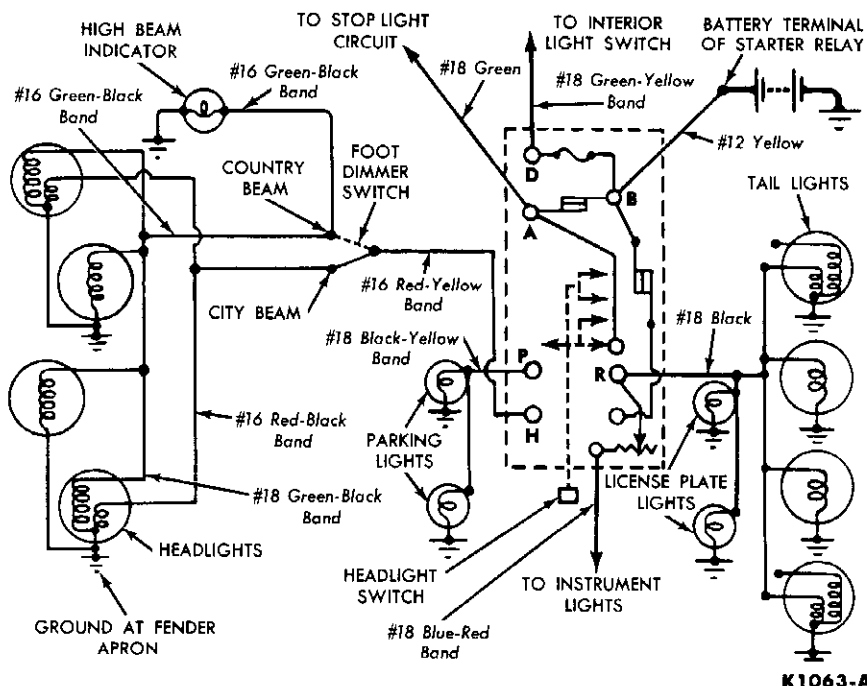 HIGH BEAM
INDICATOR
#16 Green-Black
Band
#16 Green-Black
Band
TO STOP LIGHT
CIRCUIT
#18 Green
TO INTERIOR
LIGHT SWITCH
#18 Green-Yellow
Band
BATTERY TERMINAL
OF STARTER RELAY
#12 Yellow
COUNTRY
BEAM
FOOT
DIMMER
SWITCH
D
B
A
TAIL LIGHTS
CITY BEAM
#16 Red-Yellow
Band
#18 Black-Yellow
Band
#18 Black
P
R
H
#16 Red-Black
Band
PARKING
LIGHTS
#18 Green-Black
Band
LICENSE PLATE
LIGHTS
HEADLIGHTS
HEADLIGHT
SWITCH
TO INSTRUMENT
LIGHTS
GROUND AT FENDER
APRON
#18 Blue-Red
Band
K1063-A